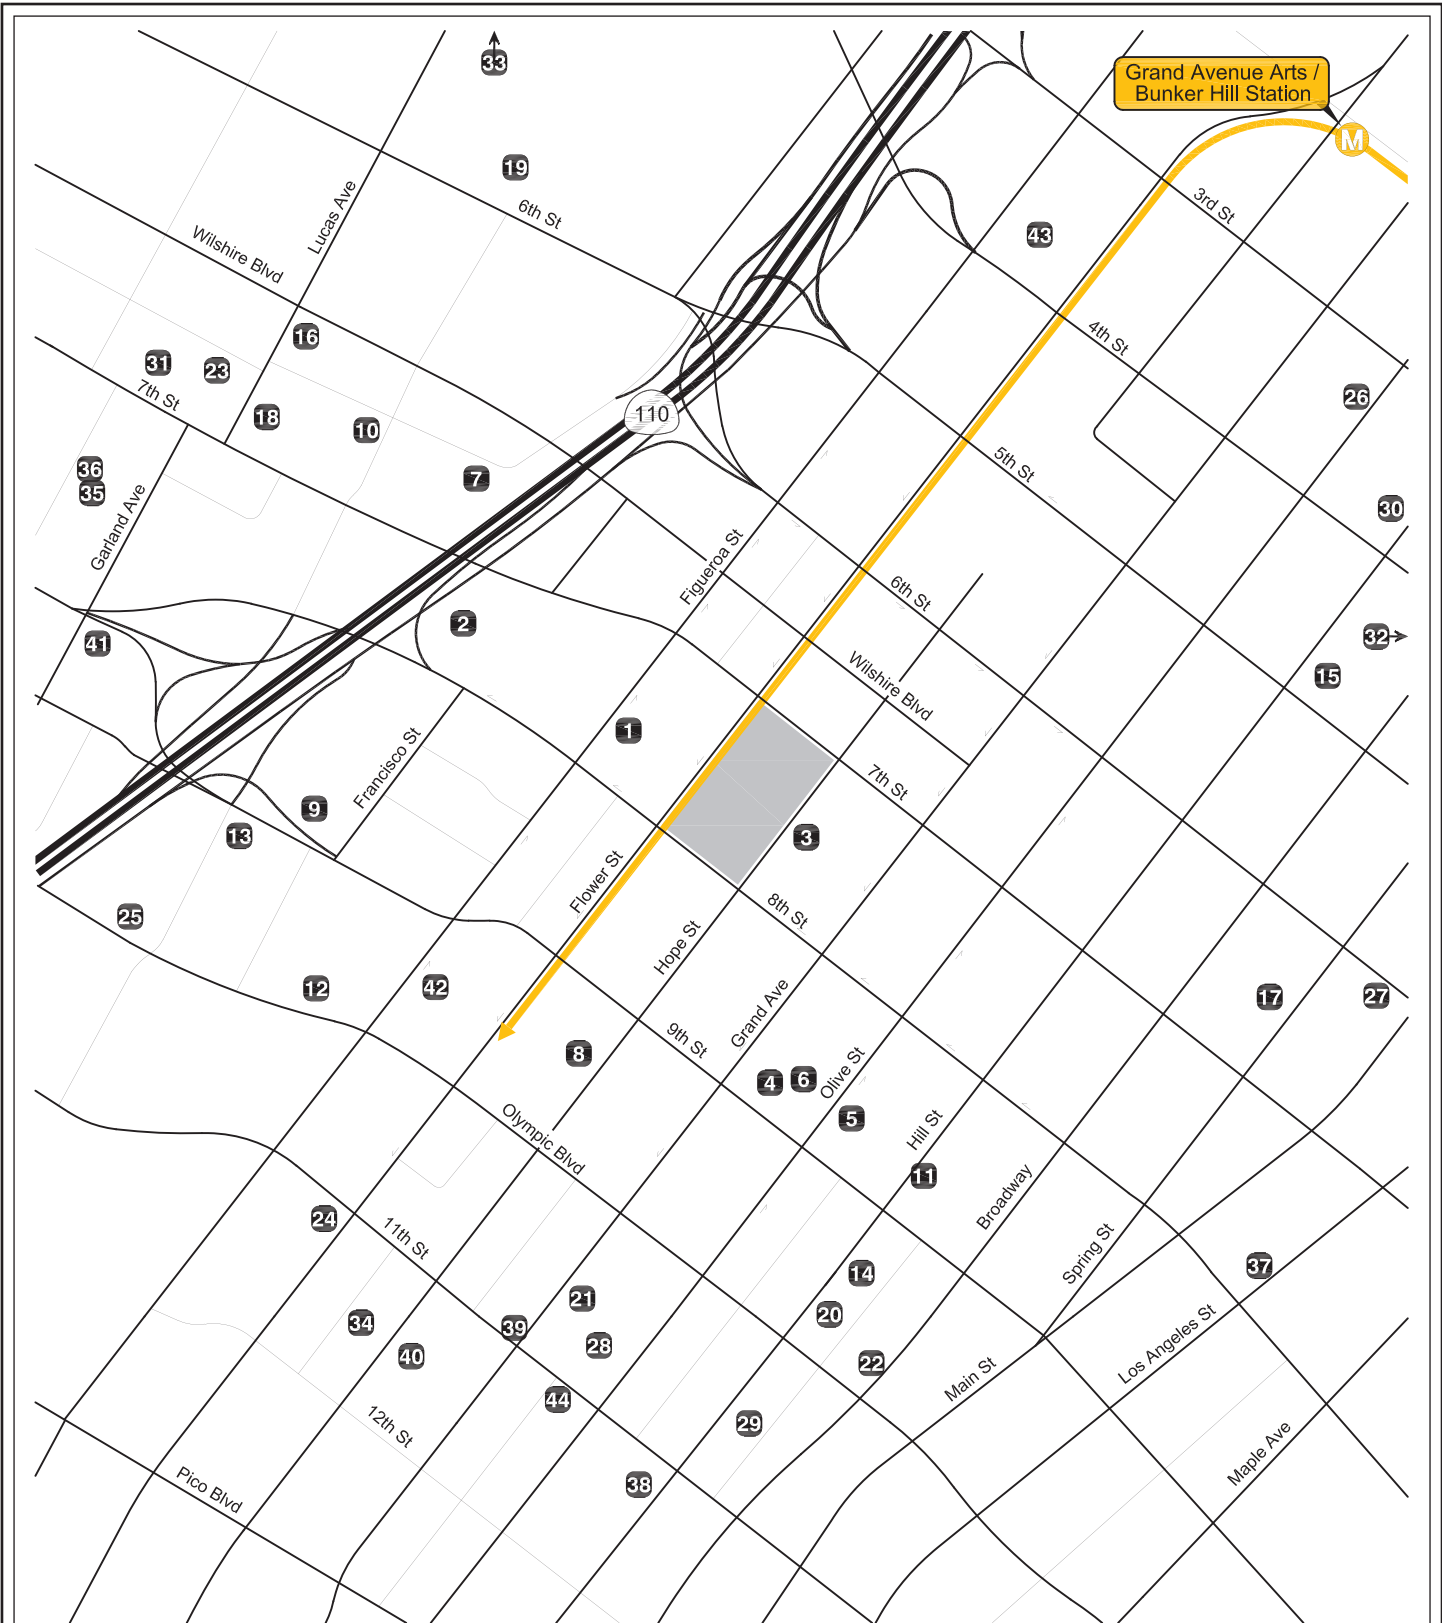 33
Grand Avenue Arts /
Bunker Hill Station
M
19
3rd St
6th St
Lucas Ave
43
Wilshire Blvd
16
4th St
31
23
7th St
26
18
10
110
36
35
7
5th St
30
Garland Ave
Figueroa St
6th St
2
41
32
15
Wilshire Blvd
1
Francisco St
7th St
9
13
3
Flower St
8th St
25
Hope St
12
42
17
27
Grand Ave
9th St
8
4
6
Olive St
5
Olympic Blvd
Hill St
11
Broadway
24
11th St
Spring St
37
14
21
20
34
39
28
40
22
Los Angeles St
Main St
44
12th St
29
Maple Ave
38
Pico Blvd